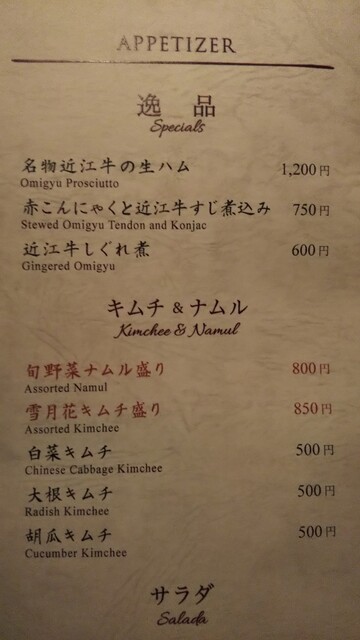 APPETIZER
逸品
Specials
名物近江牛の生ハム 1,200円
Omigyu Prosciutto
赤こんにゃくと近江牛すじ煮込み 750円
Stewed Omigyu Tendon and Konjac
近江牛しぐれ煮 600円
Gingered Omigyu
キムチ & ナムル
Kimchee & Namul
旬野菜ナムル盛り 800円
Assorted Namul
雪月花キムチ盛り 850円
Assorted Kimchee
白菜キムチ 500円
Chinese Cabbage Kimchee
大根キムチ 500円
Radish Kimchee
胡瓜キムチ 500円
Cucumber Kimchee
サラダ
Salada